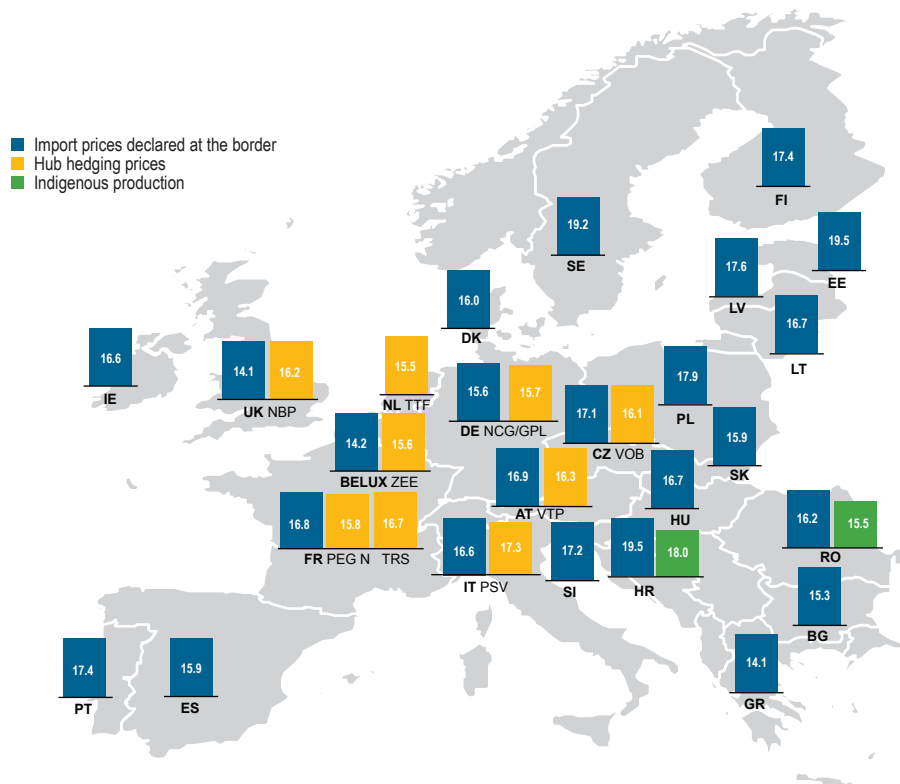 Import prices declared at the border
Hub hedging prices
Indigenous production
17.4
FI
19.2
SE
19.5
EE
17.6
LV
16.7
LT
16.0
DK
16.6
IE
14.1 16.2
UK NBP
15.5
NL TTF
15.6 15.7
DE NCG/GPL
17.9
PL
17.1 16.1
CZ VOB
15.9
SK
14.2 15.6
BELUX ZEE
16.9 16.3
AT VTP
16.7
HU
16.8 15.8 16.7
FR PEG N TRS
16.6 17.3
IT PSV
17.2
SI
19.5 18.0
HR
16.2 15.5
RO
15.3
BG
17.4
PT
15.9
ES
14.1
GR